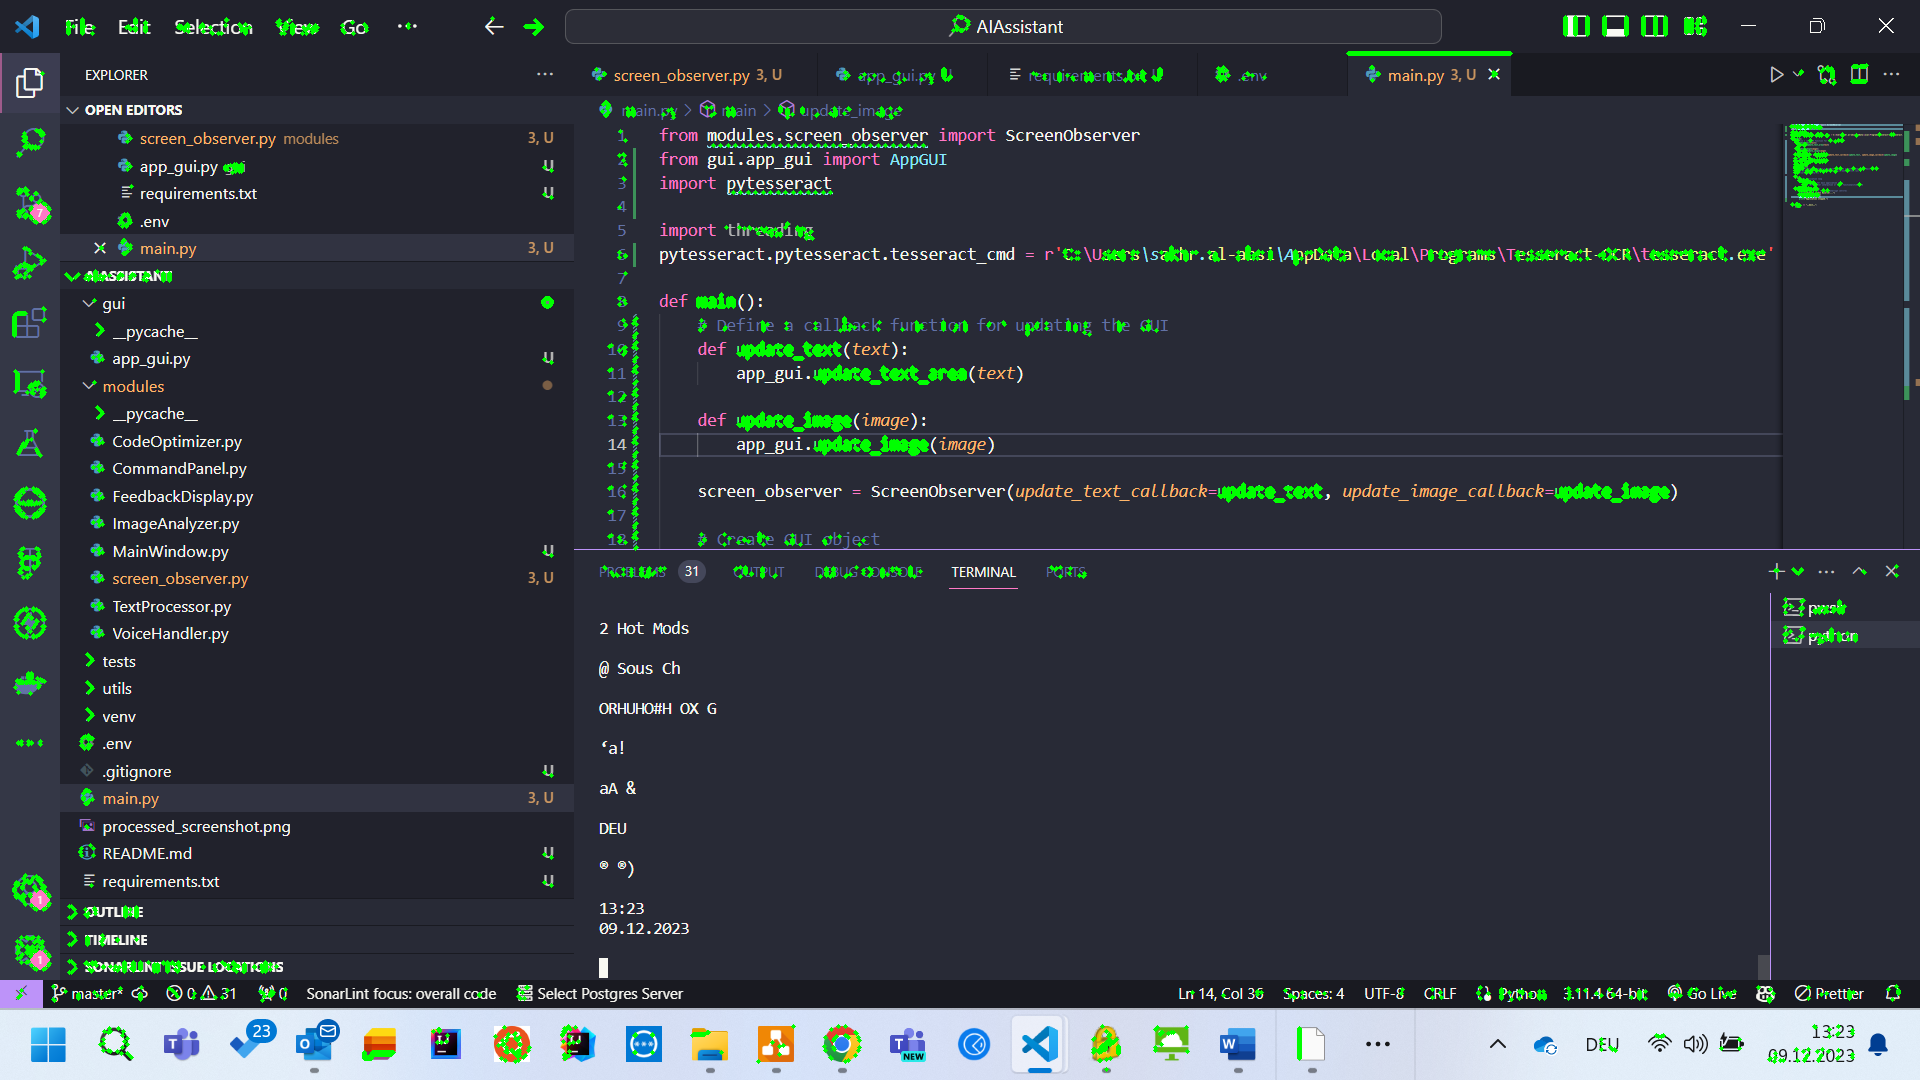 File Edit Selection View Go
AIAssistant
EXPLORER
OPEN EDITORS
screen_observer.py modules 3, U
app_gui.py gui U
requirements.txt U
.env
main.py 3, U
AIASSISTANT
gui
__pycache__
app_gui.py U
modules
__pycache__
CodeOptimizer.py
CommandPanel.py
FeedbackDisplay.py
ImageAnalyzer.py
MainWindow.py U
screen_observer.py 3, U
TextProcessor.py
VoiceHandler.py
tests
utils
venv
.env
.gitignore U
main.py 3, U
processed_screenshot.png
README.md U
requirements.txt U
OUTLINE
TIMELINE
SONARLINT ISSUE LOCATIONS
7
1
1
screen_observer.py 3, U app_gui.py U requirements.txt U .env main.py 3, U
main.py > main > update_image
1 from modules.screen_observer import ScreenObserver
2 from gui.app_gui import AppGUI
3 import pytesseract
4
5 import threading
6 pytesseract.pytesseract.tesseract_cmd = r'C:\Users\sakhr.al-absi\AppData\Local\Programs\Tesseract-OCR\tesseract.exe'
7
8 def main():
9 # Define a callback function for updating the GUI
10 def update_text(text):
11 app_gui.update_text_area(text)
12
13 def update_image(image):
14 app_gui.update_image(image)
15
16 screen_observer = ScreenObserver(update_text_callback=update_text, update_image_callback=update_image)
17
18 # Create GUI object
PROBLEMS 31 OUTPUT DEBUG CONSOLE TERMINAL PORTS
pwsh
python
2 Hot Mods
@ Sous Ch
ORHUHO#H OX G
‘a!
aA &
DEU
® ®)
13:23
09.12.2023
master* 0 31 0 SonarLint focus: overall code Select Postgres Server Ln 14, Col 36 Spaces: 4 UTF-8 CRLF Python 3.11.4 64-bit Go Live Prettier
23
NEW
DEU
13:23
09.12.2023